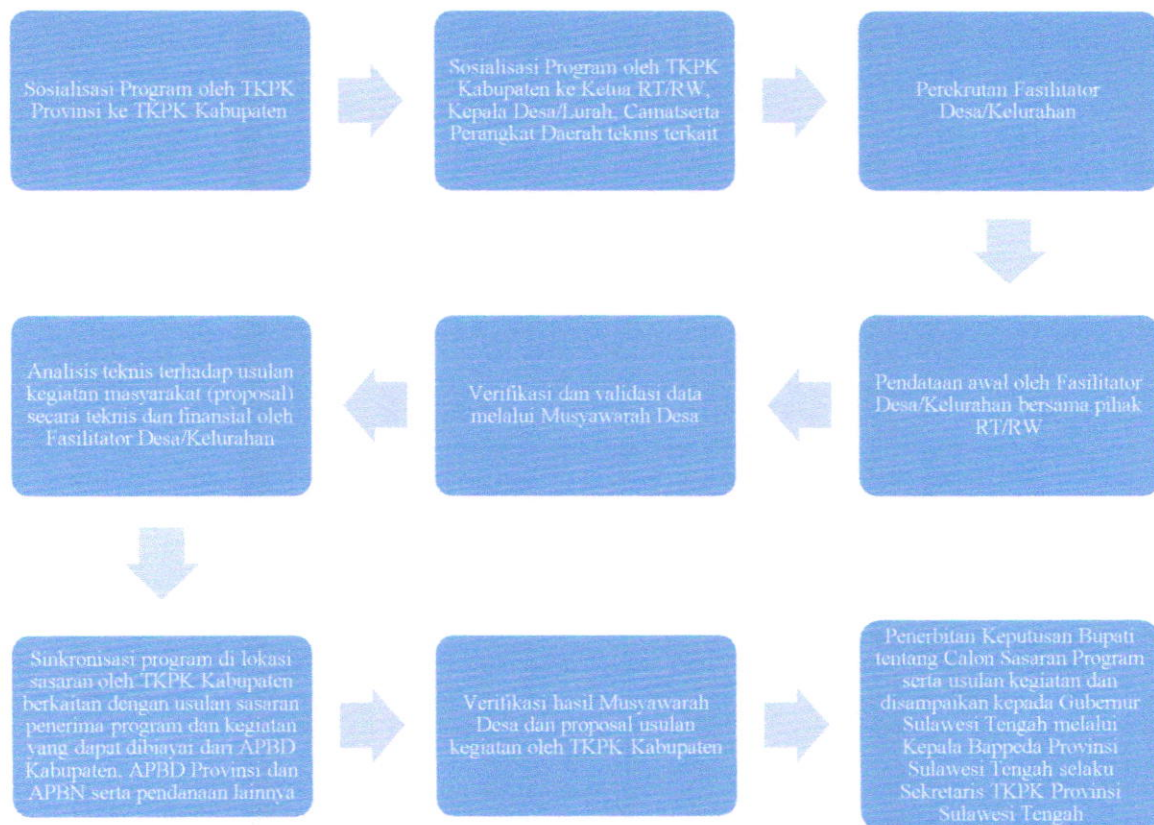 Sosialisasi Program oleh TKPK
Provinsi ke TKPK Kabupaten
Sosialisasi Program oleh TKPK
Kabupaten ke Ketua RT/RW,
Kepala Desa/Lurah, Camatserta
Perangkat Daerah teknis terkait
Perekrutan Fasilitator
Desa/Kelurahan
Pendataan awal oleh Fasilitator
Desa/Kelurahan bersama pihak
RT/RW
Verifikasi dan validasi data
melalui Musyawarah Desa
Analisis teknis terhadap usulan
kegiatan masyarakat (proposal)
secara teknis dan finansial oleh
Fasilitator Desa/Kelurahan
Sinkronisasi program di lokasi
sasaran oleh TKPK Kabupaten
berkaitan dengan usulan sasaran
penerima program dan kegiatan
yang dapat dibiayai dari APBD
Kabupaten, APBD Provinsi dan
APBN serta pendanaan lainnya
Verifikasi hasil Musyawarah
Desa dan proposal usulan
kegiatan oleh TKPK Kabupaten
Penerbitan Keputusan Bupati
tentang Calon Sasaran Program
serta usulan kegiatan dan
disampaikan kepada Gubernur
Sulawesi Tengah melalui
Kepala Bappeda Provinsi
Sulawesi Tengah selaku
Sekretaris TKPK Provinsi
Sulawesi Tengah